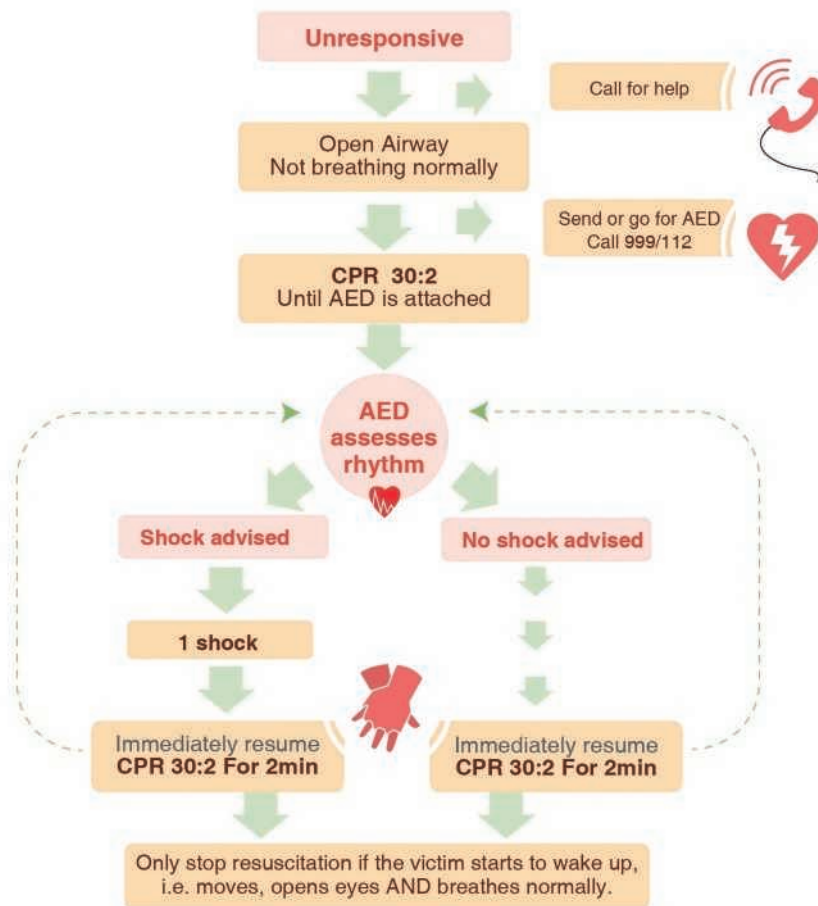 Unresponsive
Call for help
Open Airway
Not breathing normally
Send or go for AED
Call 999/112
CPR 30:2
Until AED is attached
AED
assesses
rhythm
Shock advised
No shock advised
1 shock
Immediately resume
CPR 30:2 For 2min
Immediately resume
CPR 30:2 For 2min
Only stop resuscitation if the victim starts to wake up,
i.e. moves, opens eyes AND breathes normally.